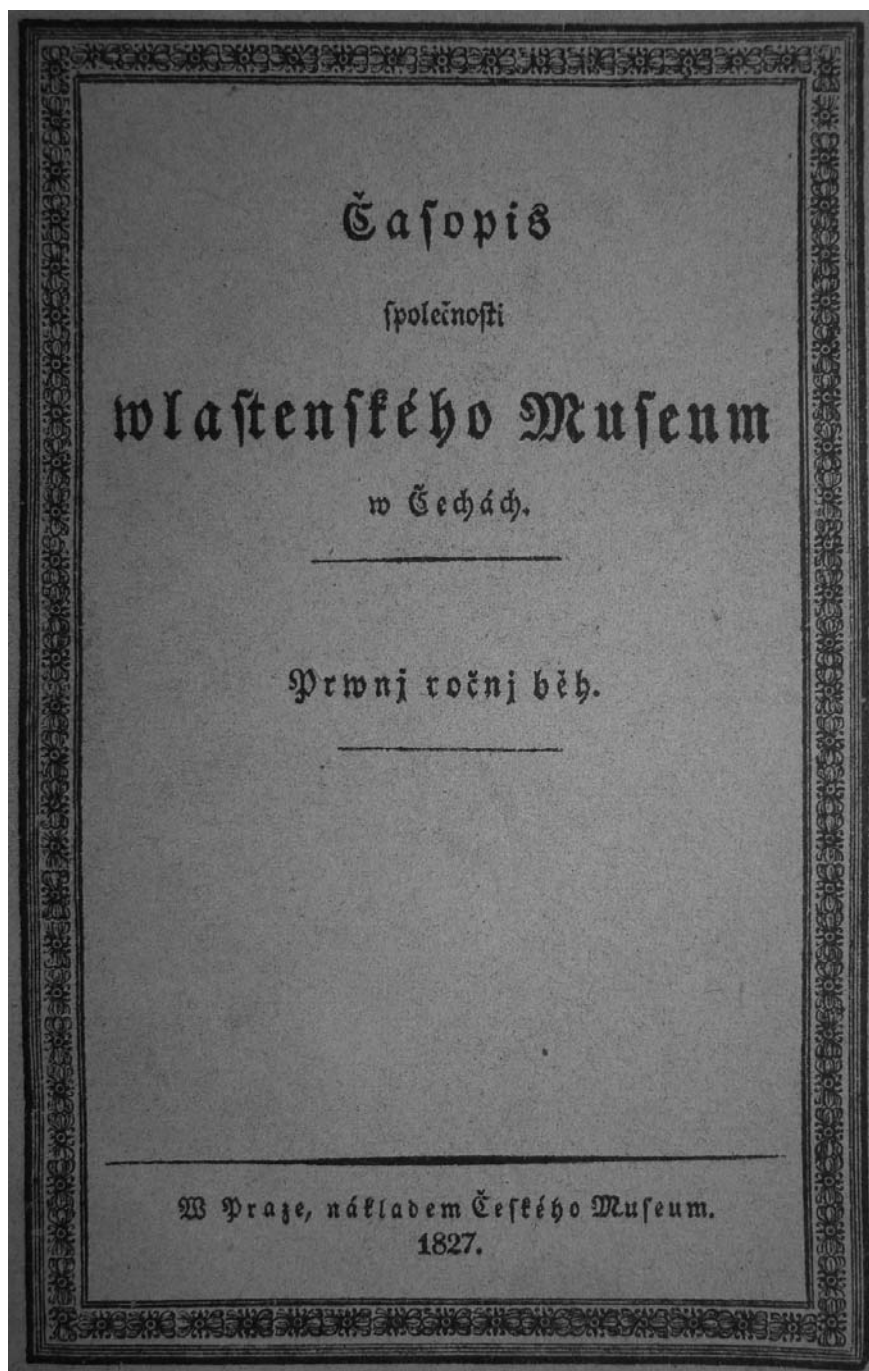 Časopis
společnosti
wlastenského Museum
w Čechách.
Prwnj ročnj běh.
W Praze, nákladem Českého Museum.
1827.